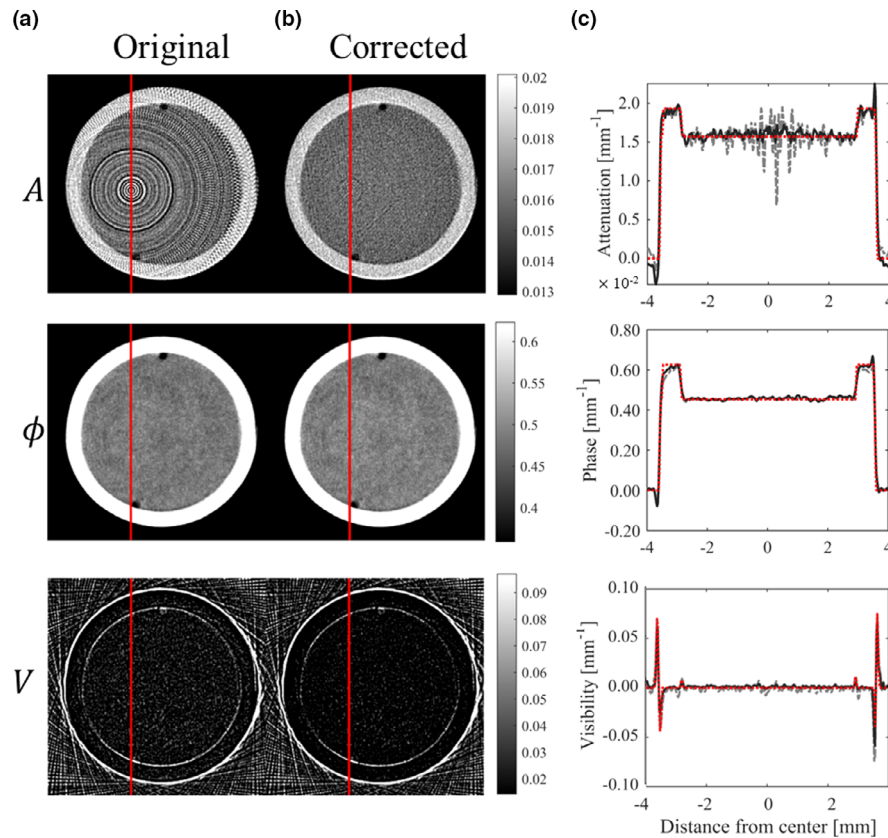 (a)
(b)
(c)
Original
Corrected
A
0.02
0.019
0.018
0.017
0.016
0.015
0.014
0.013
Attenuation [mm⁻¹]
2.0
1.5
1.0
0.5
0.0
× 10⁻²
-4 -2 0 2 4
ϕ
0.6
0.55
0.5
0.45
0.4
Phase [mm⁻¹]
0.80
0.60
0.40
0.20
0.00
-0.20
-4 -2 0 2 4
V
0.09
0.08
0.07
0.06
0.05
0.04
0.03
0.02
Visibility [mm⁻¹]
0.10
0.05
0.00
-0.05
-0.10
-4 -2 0 2 4
Distance from center [mm]